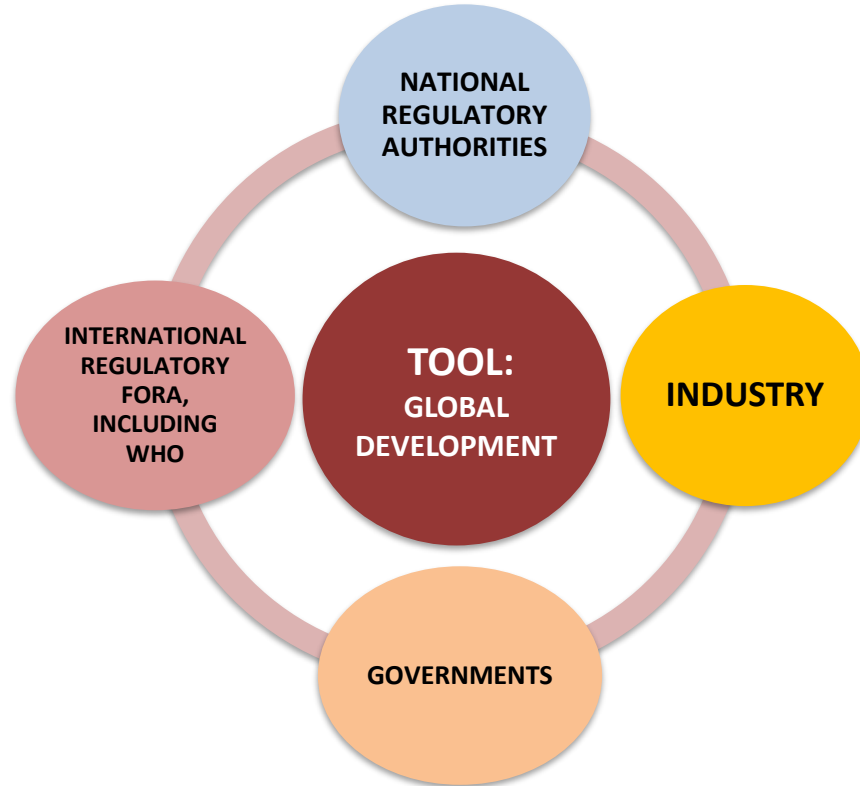 NATIONAL
REGULATORY
AUTHORITIES
INTERNATIONAL
REGULATORY
FORA,
INCLUDING
WHO
TOOL:
GLOBAL
DEVELOPMENT
INDUSTRY
GOVERNMENTS